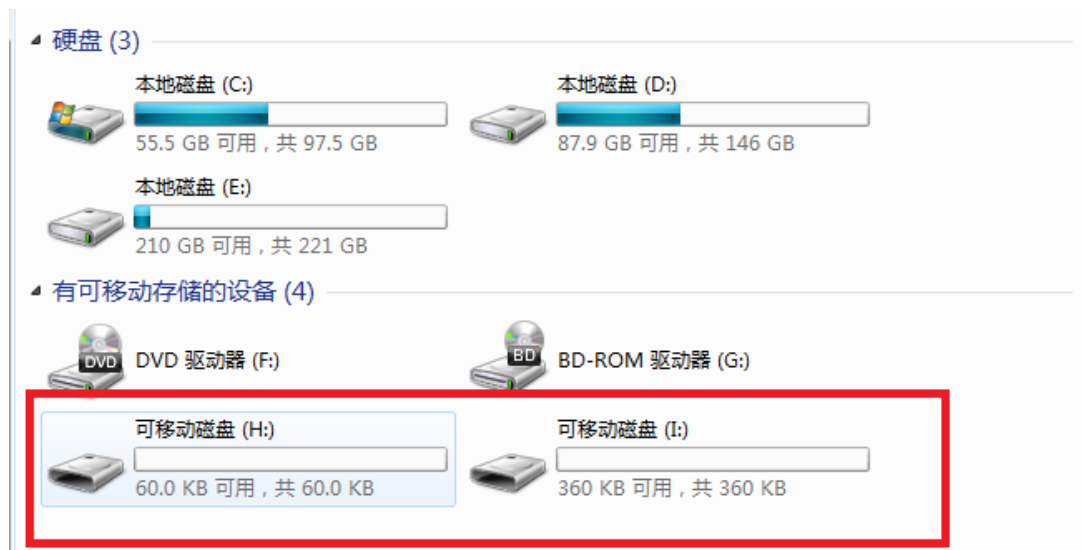 硬盘 (3)
本地磁盘 (C:)
55.5 GB 可用，共 97.5 GB
本地磁盘 (D:)
87.9 GB 可用，共 146 GB
本地磁盘 (E:)
210 GB 可用，共 221 GB
有可移动存储的设备 (4)
DVD
DVD 驱动器 (F:)
BD
BD-ROM 驱动器 (G:)
可移动磁盘 (H:)
60.0 KB 可用，共 60.0 KB
可移动磁盘 (I:)
360 KB 可用，共 360 KB